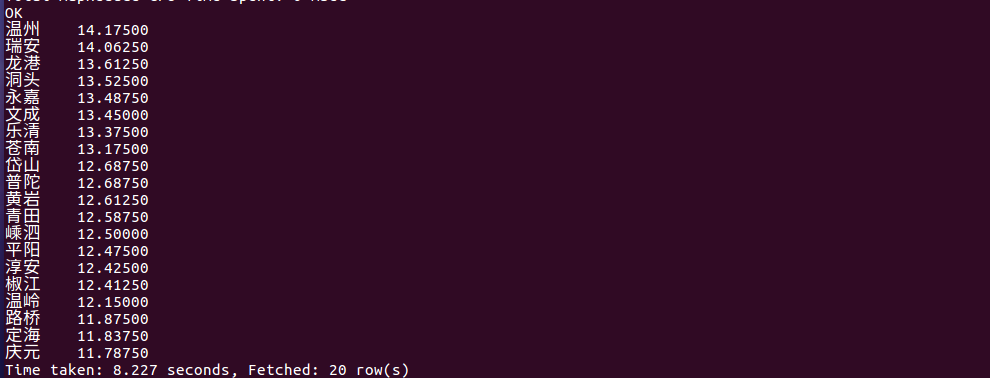 OK
温州 14.17500
瑞安 14.06250
龙港 13.61250
洞头 13.52500
永嘉 13.48750
文成 13.45000
乐清 13.37500
苍南 13.17500
岱山 12.68750
普陀 12.68750
黄岩 12.61250
青田 12.58750
嵊泗 12.50000
平阳 12.47500
淳安 12.42500
椒江 12.41250
温岭 12.15000
路桥 11.87500
定海 11.83750
庆元 11.78750
Time taken: 8.227 seconds, Fetched: 20 row(s)